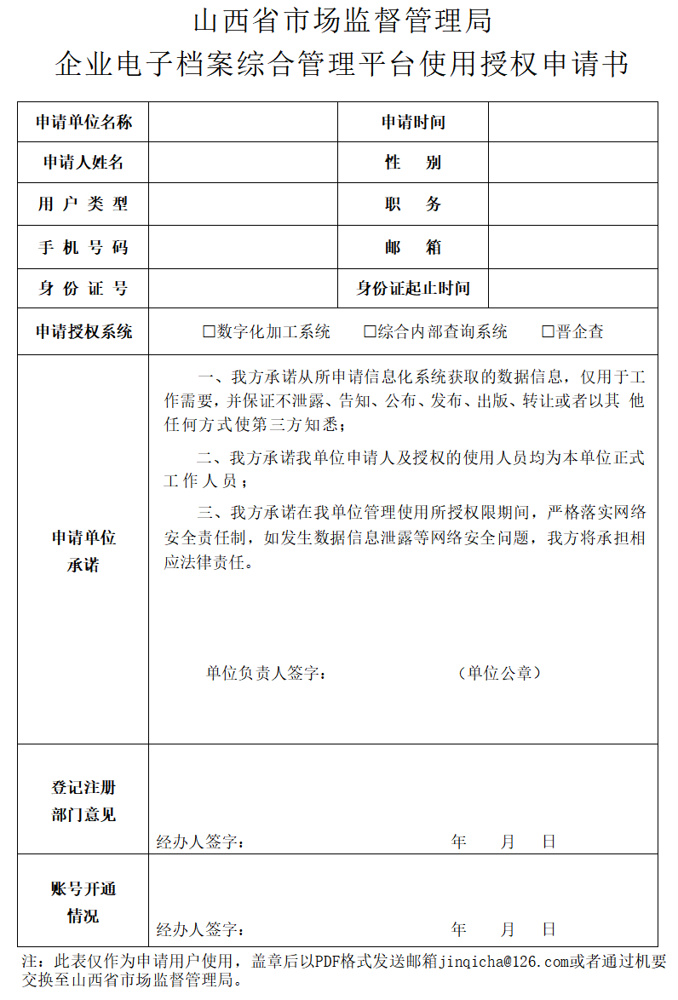 山西省市场监督管理局
企业电子档案综合管理平台使用授权申请书
申请单位名称 申请时间
申请人姓名 性 别
用 户 类 型 职 务
手 机 号 码 邮 箱
身 份 证 号 身份证起止时间
申请授权系统 □数字化加工系统 □综合内部查询系统 □晋企查
一、我方承诺从所申请信息化系统获取的数据信息，仅用于工
作需要，并保证不泄露、告知、公布、发布、出版、转让或者以其 他
任何方式使第三方知悉；
二、我方承诺我单位申请人及授权的使用人员均为本单位正式
工作人员；
三、我方承诺在我单位管理使用所授权限期间，严格落实网络
安全责任制，如发生数据信息泄露等网络安全问题，我方将承担相
应法律责任。
申请单位
承诺
单位负责人签字： （单位公章）
登记注册
部门意见
经办人签字： 年 月 日
账号开通
情况
经办人签字： 年 月 日
注：此表仅作为申请用户使用，盖章后以PDF格式发送邮箱jinqicha@126.com或者通过机要
交换至山西省市场监督管理局。